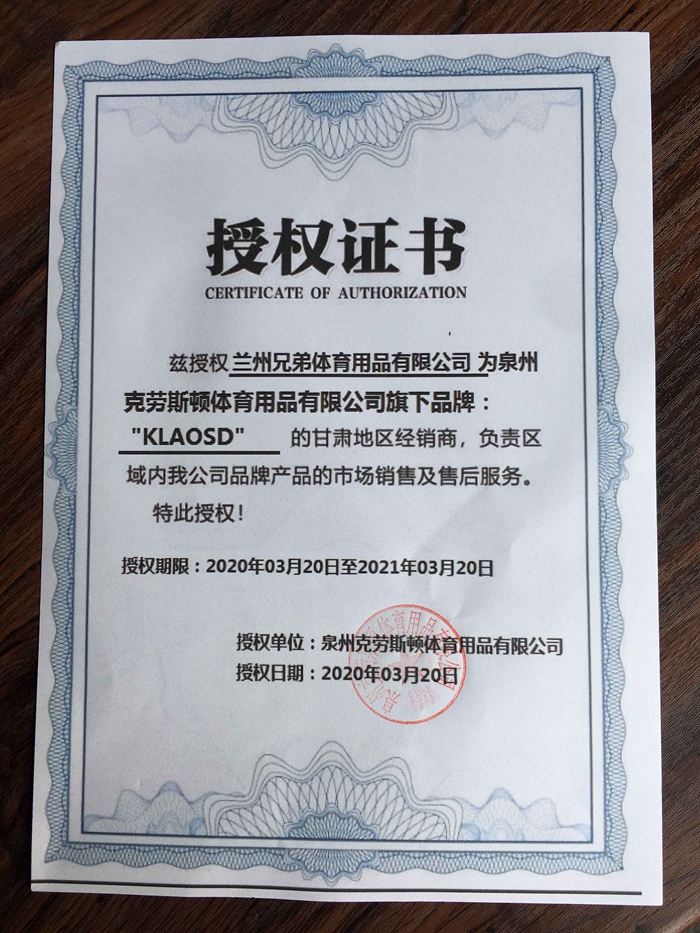 授权证书
CERTIFICATE OF AUTHORIZATION
兹授权 兰州兄弟体育用品有限公司 为泉州
克劳斯顿体育用品有限公司旗下品牌：
"KLAOSD" 的甘肃地区经销商，负责区
域内我公司品牌产品的市场销售及售后服务。
特此授权！
授权期限：2020年03月20日至2021年03月20日
授权单位：泉州克劳斯顿体育用品有限公司
授权日期：2020年03月20日